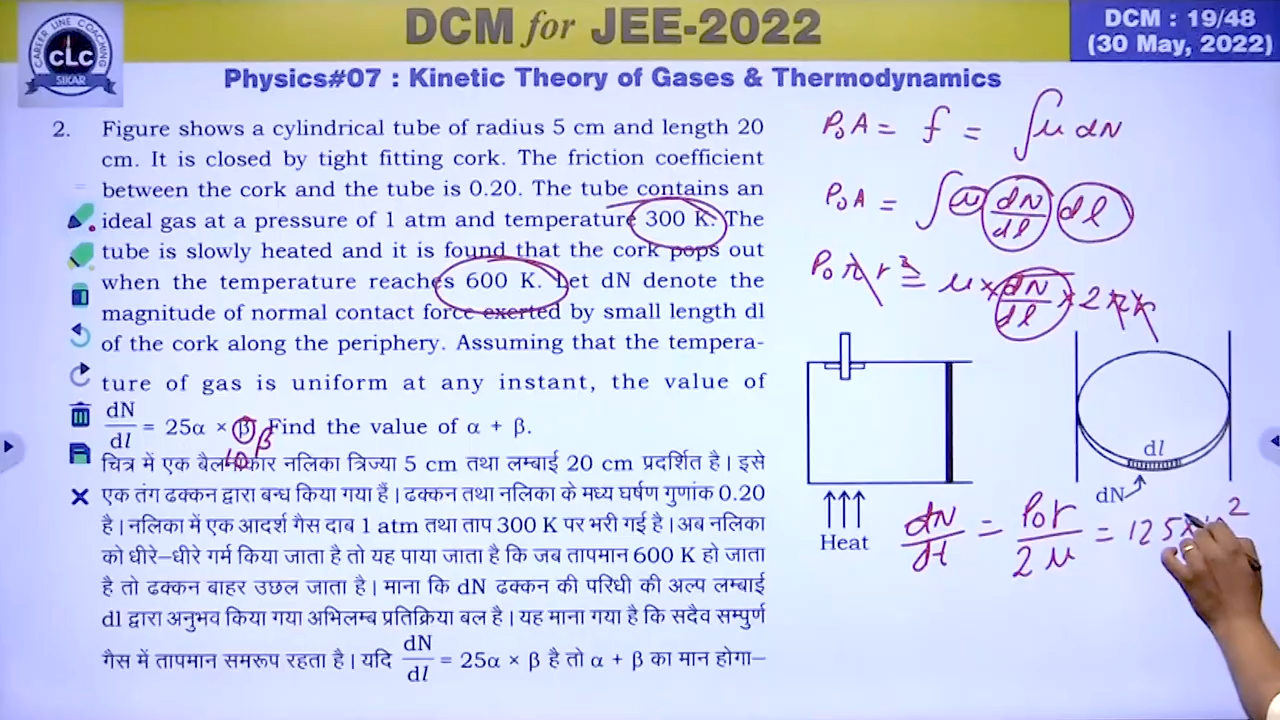 DCM for JEE-2022
DCM : 19/48
(30 May, 2022)
CAREER LINE COACHING
CLC
SIKAR
Physics#07 : Kinetic Theory of Gases & Thermodynamics
2. Figure shows a cylindrical tube of radius 5 cm and length 20
cm. It is closed by tight fitting cork. The friction coefficient
between the cork and the tube is 0.20. The tube contains an
ideal gas at a pressure of 1 atm and temperature 300 K. The
tube is slowly heated and it is found that the cork pops out
when the temperature reaches 600 K. Let dN denote the
magnitude of normal contact force exerted by small length dl
of the cork along the periphery. Assuming that the tempera-
ture of gas is uniform at any instant, the value of
dN/dl = 25α × β. Find the value of α + β.
10 β
चित्र में एक बैलनाकार नलिका त्रिज्या 5 cm तथा लम्बाई 20 cm प्रदर्शित है। इसे
एक तंग ढक्कन द्वारा बन्ध किया गया हैं। ढक्कन तथा नलिका के मध्य घर्षण गुणांक 0.20
है। नलिका में एक आदर्श गैस दाब 1 atm तथा ताप 300 K पर भरी गई है। अब नलिका
को धीरे–धीरे गर्म किया जाता है तो यह पाया जाता है कि जब तापमान 600 K हो जाता
है तो ढक्कन बाहर उछल जाता है। माना कि dN ढक्कन की परिधी की अल्प लम्बाई
dl द्वारा अनुभव किया गया अभिलम्ब प्रतिक्रिया बल है। यह माना गया है कि सदैव सम्पुर्ण
गैस में तापमान समरूप रहता है। यदि dN/dl = 25α × β है तो α + β का मान होगा–
P₀A = f = ∫μ dN
P₀A = ∫ μ dN/dl dl
P₀ π r² = μ × dN/dl × 2πr
Heat
dl
dN
dN/dl = P₀r/2μ = 125×10²